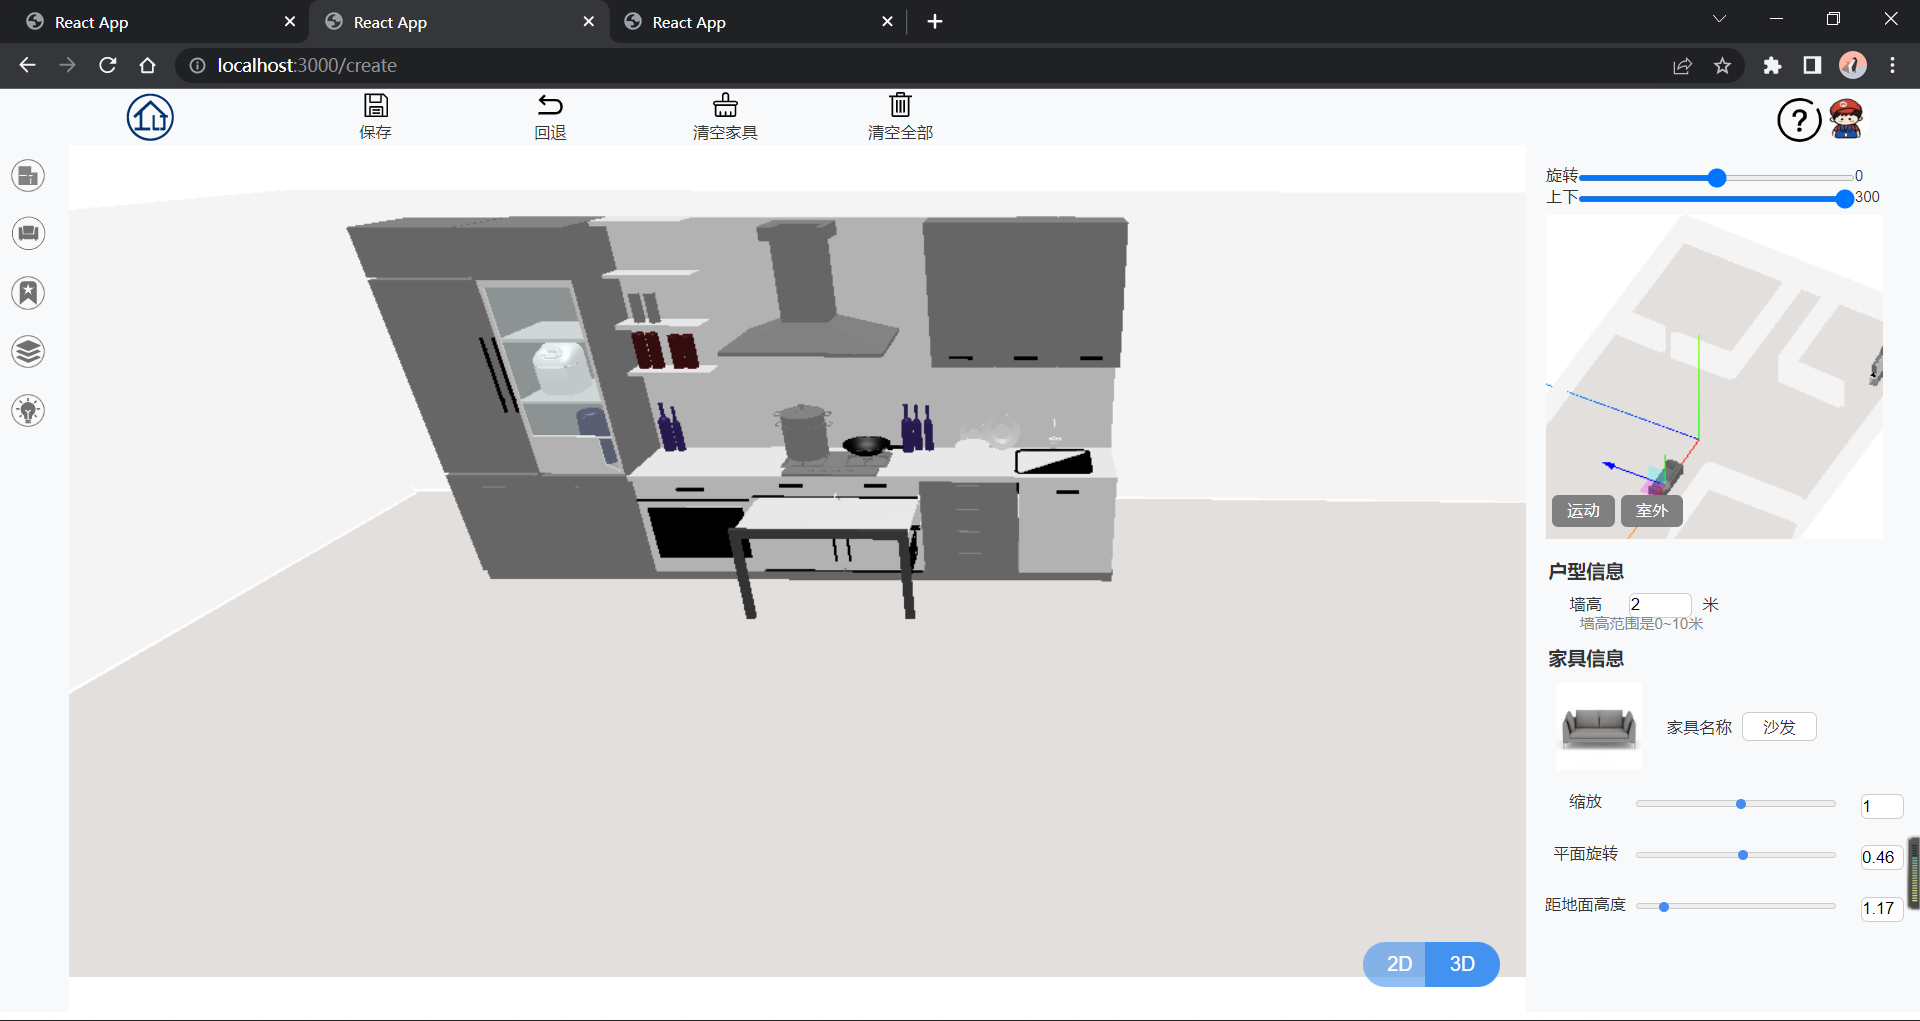 React App
React App
React App
localhost:3000/create
保存
回退
清空家具
清空全部
旋转 0
上下 300
运动
室外
户型信息
墙高 2 米
墙高范围是0~10米
家具信息
家具名称 沙发
缩放 1
平面旋转 0.46
距地面高度 1.17
2D
3D